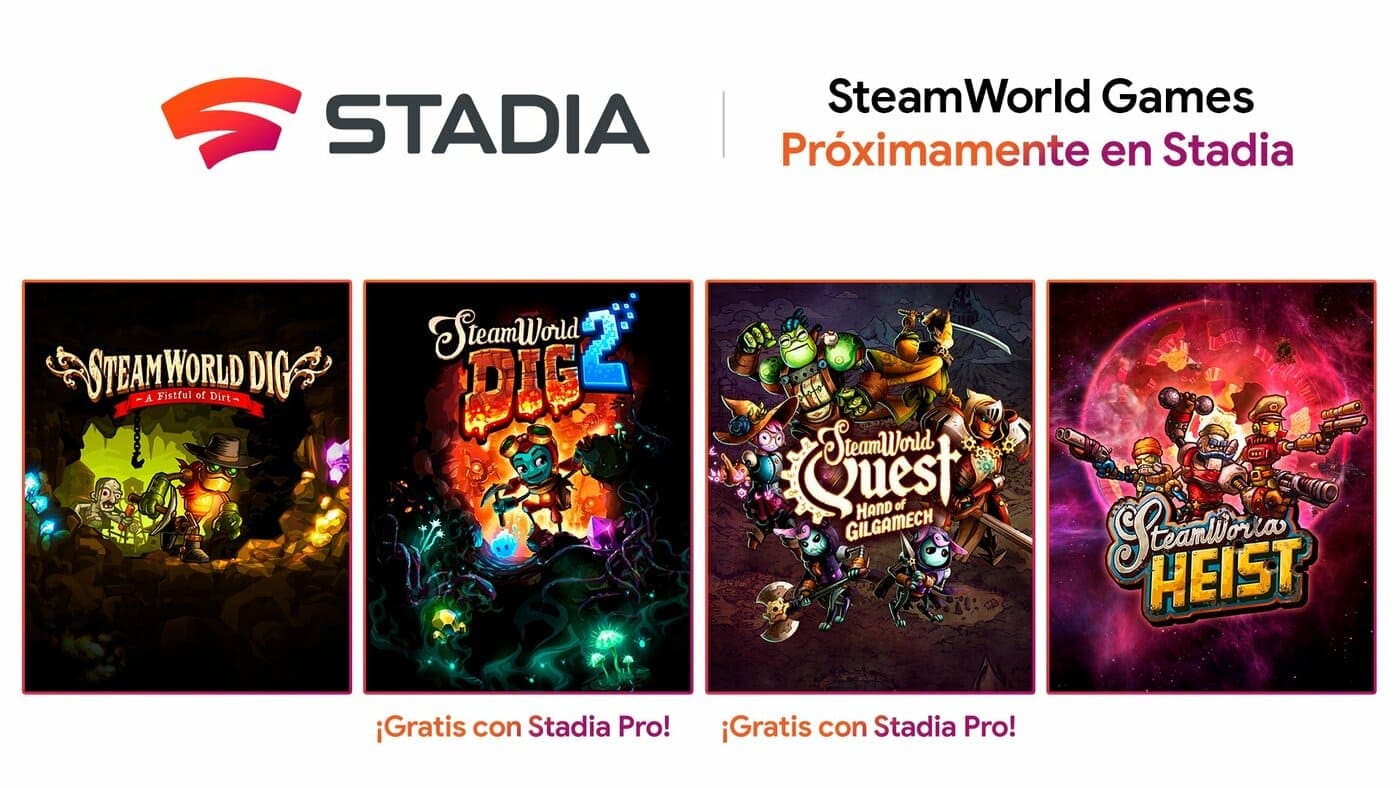 STADIA
SteamWorld Games
Próximamente en Stadia
STEAMWORLD DIG
A Fistful of Dirt
SteamWorld
DIG 2
SteamWorld
Quest
HAND OF
GILGAMECH
SteamWorld
HEIST
¡Gratis con Stadia Pro!
¡Gratis con Stadia Pro!